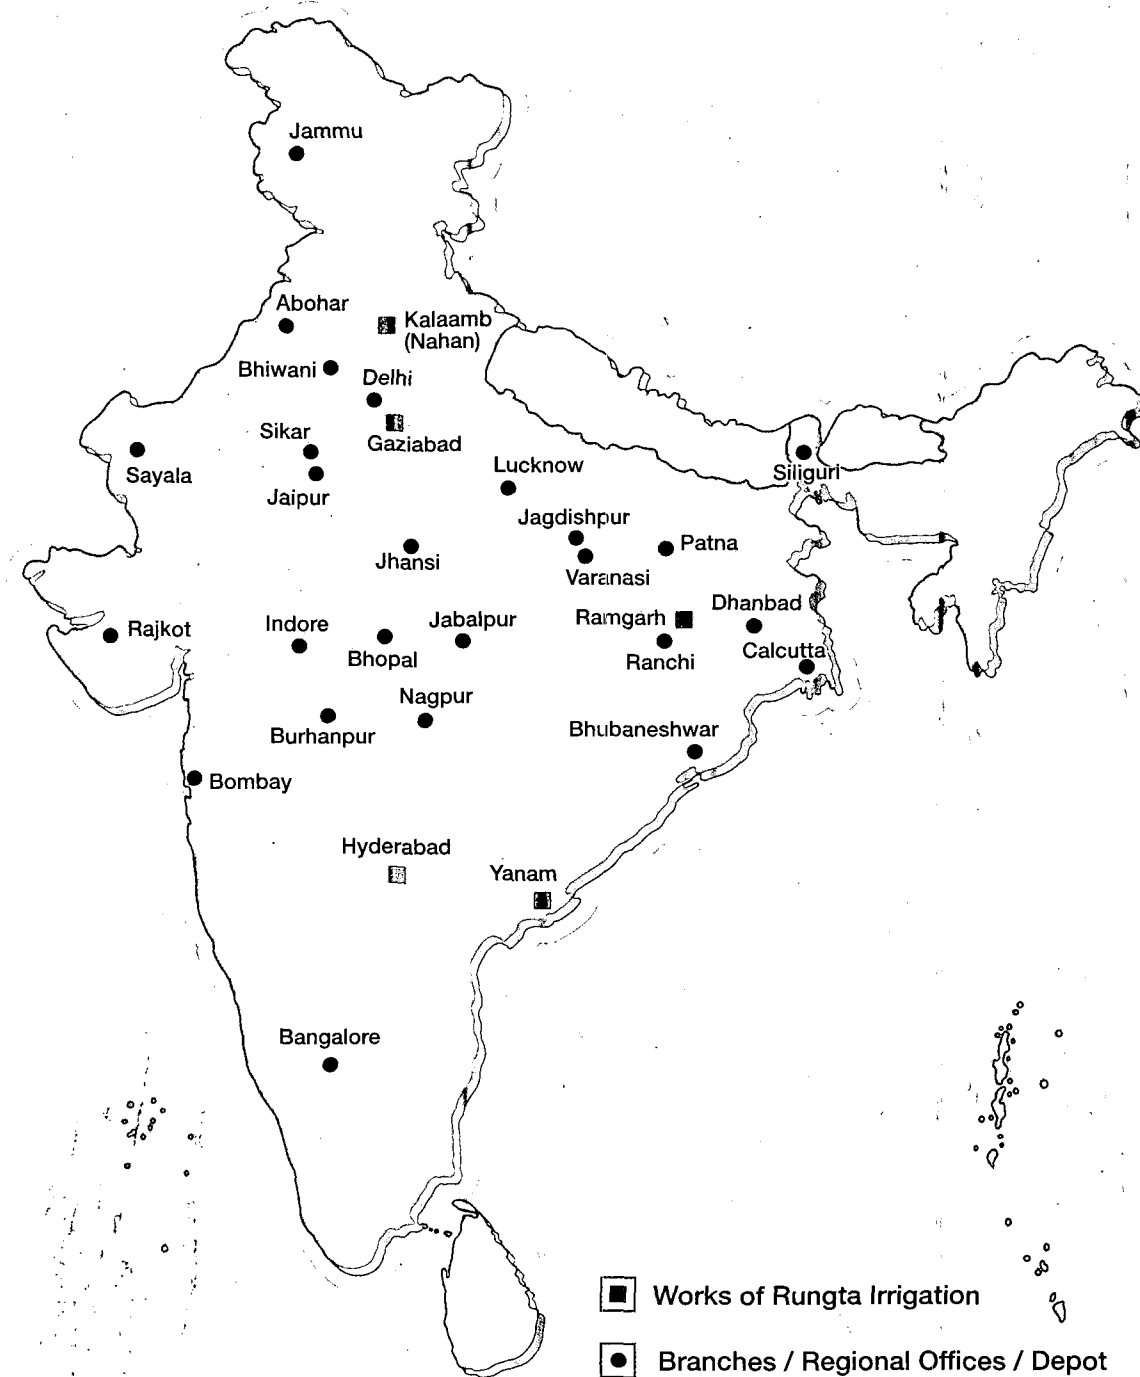 Jammu
Abohar
Kalaamb
(Nahan)
Bhiwani
Delhi
Gaziabad
Sikar
Sayala
Jaipur
Lucknow
Siliguri
Jagdishpur
Patna
Jhansi
Varanasi
Dhanbad
Ramgarh
Rajkot
Indore
Jabalpur
Bhopal
Ranchi
Calcutta
Nagpur
Burhanpur
Bhubaneshwar
Bombay
Hyderabad
Yanam
Bangalore
Works of Rungta Irrigation
Branches / Regional Offices / Depot